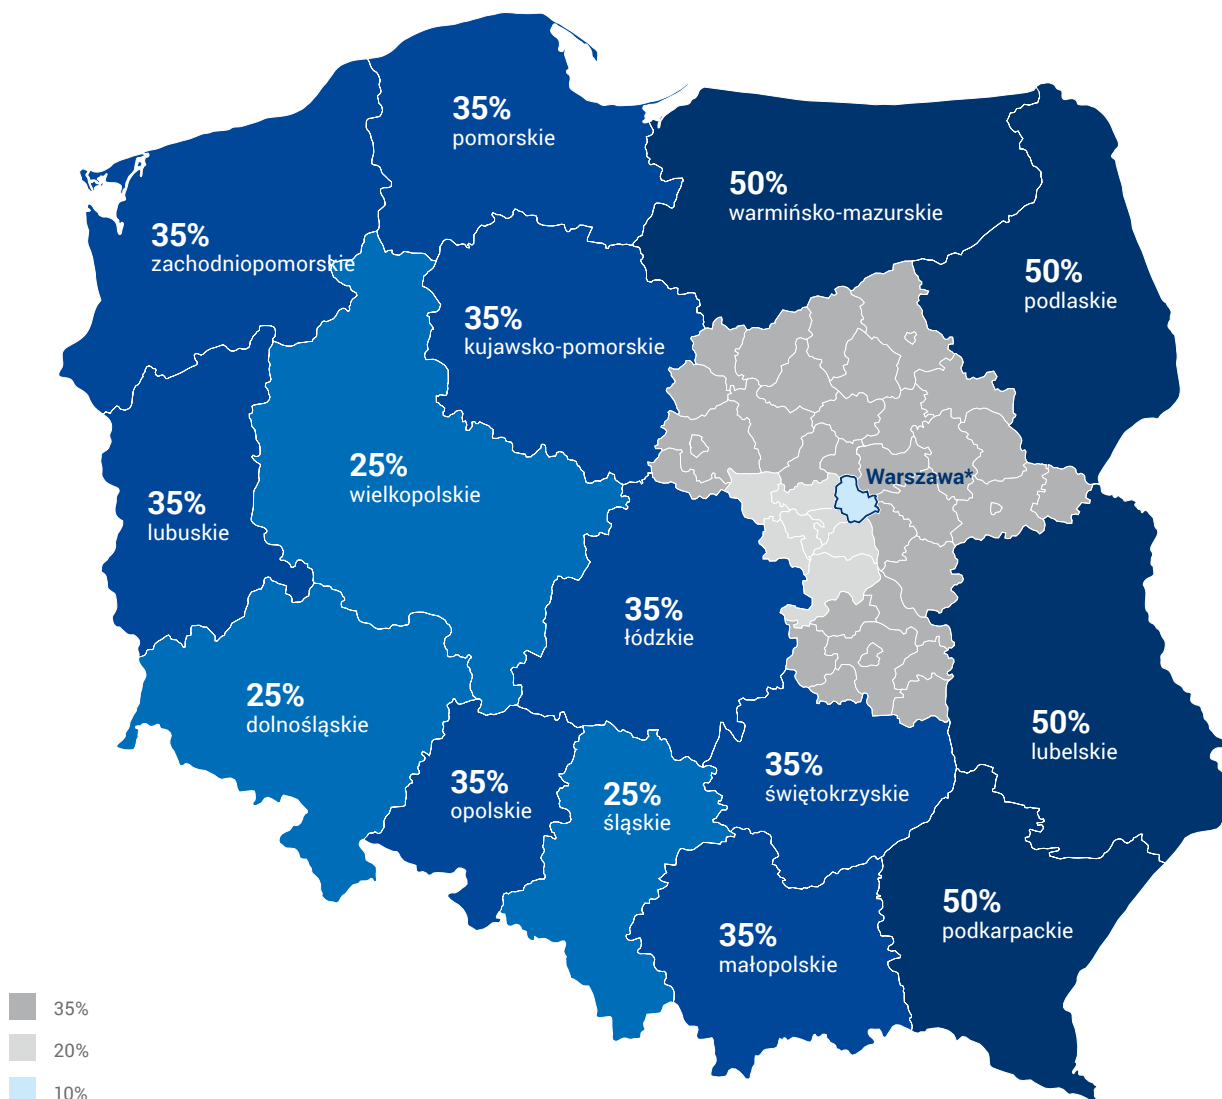 35%
pomorskie
50%
warmińsko-mazurskie
35%
zachodniopomorskie
50%
podlaskie
35%
kujawsko-pomorskie
25%
wielkopolskie
Warszawa*
35%
lubuskie
35%
łódzkie
25%
dolnośląskie
50%
lubelskie
35%
opolskie
25%
śląskie
35%
świętokrzyskie
50%
podkarpackie
35%
małopolskie
35%
20%
10%